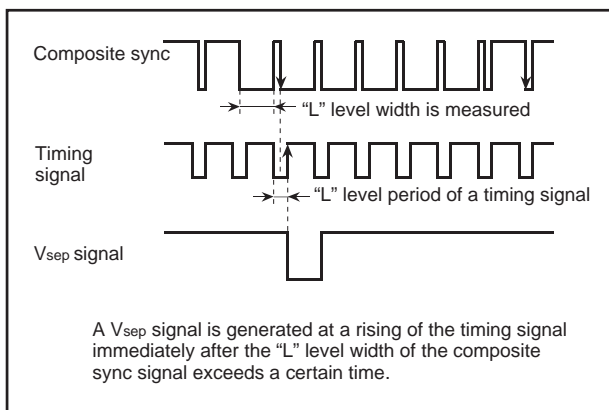 Composite sync
“L” level width is measured
Timing
signal
“L” level period of a timing signal
Vsep signal
A Vsep signal is generated at a rising of the timing signal
immediately after the “L” level width of the composite
sync signal exceeds a certain time.